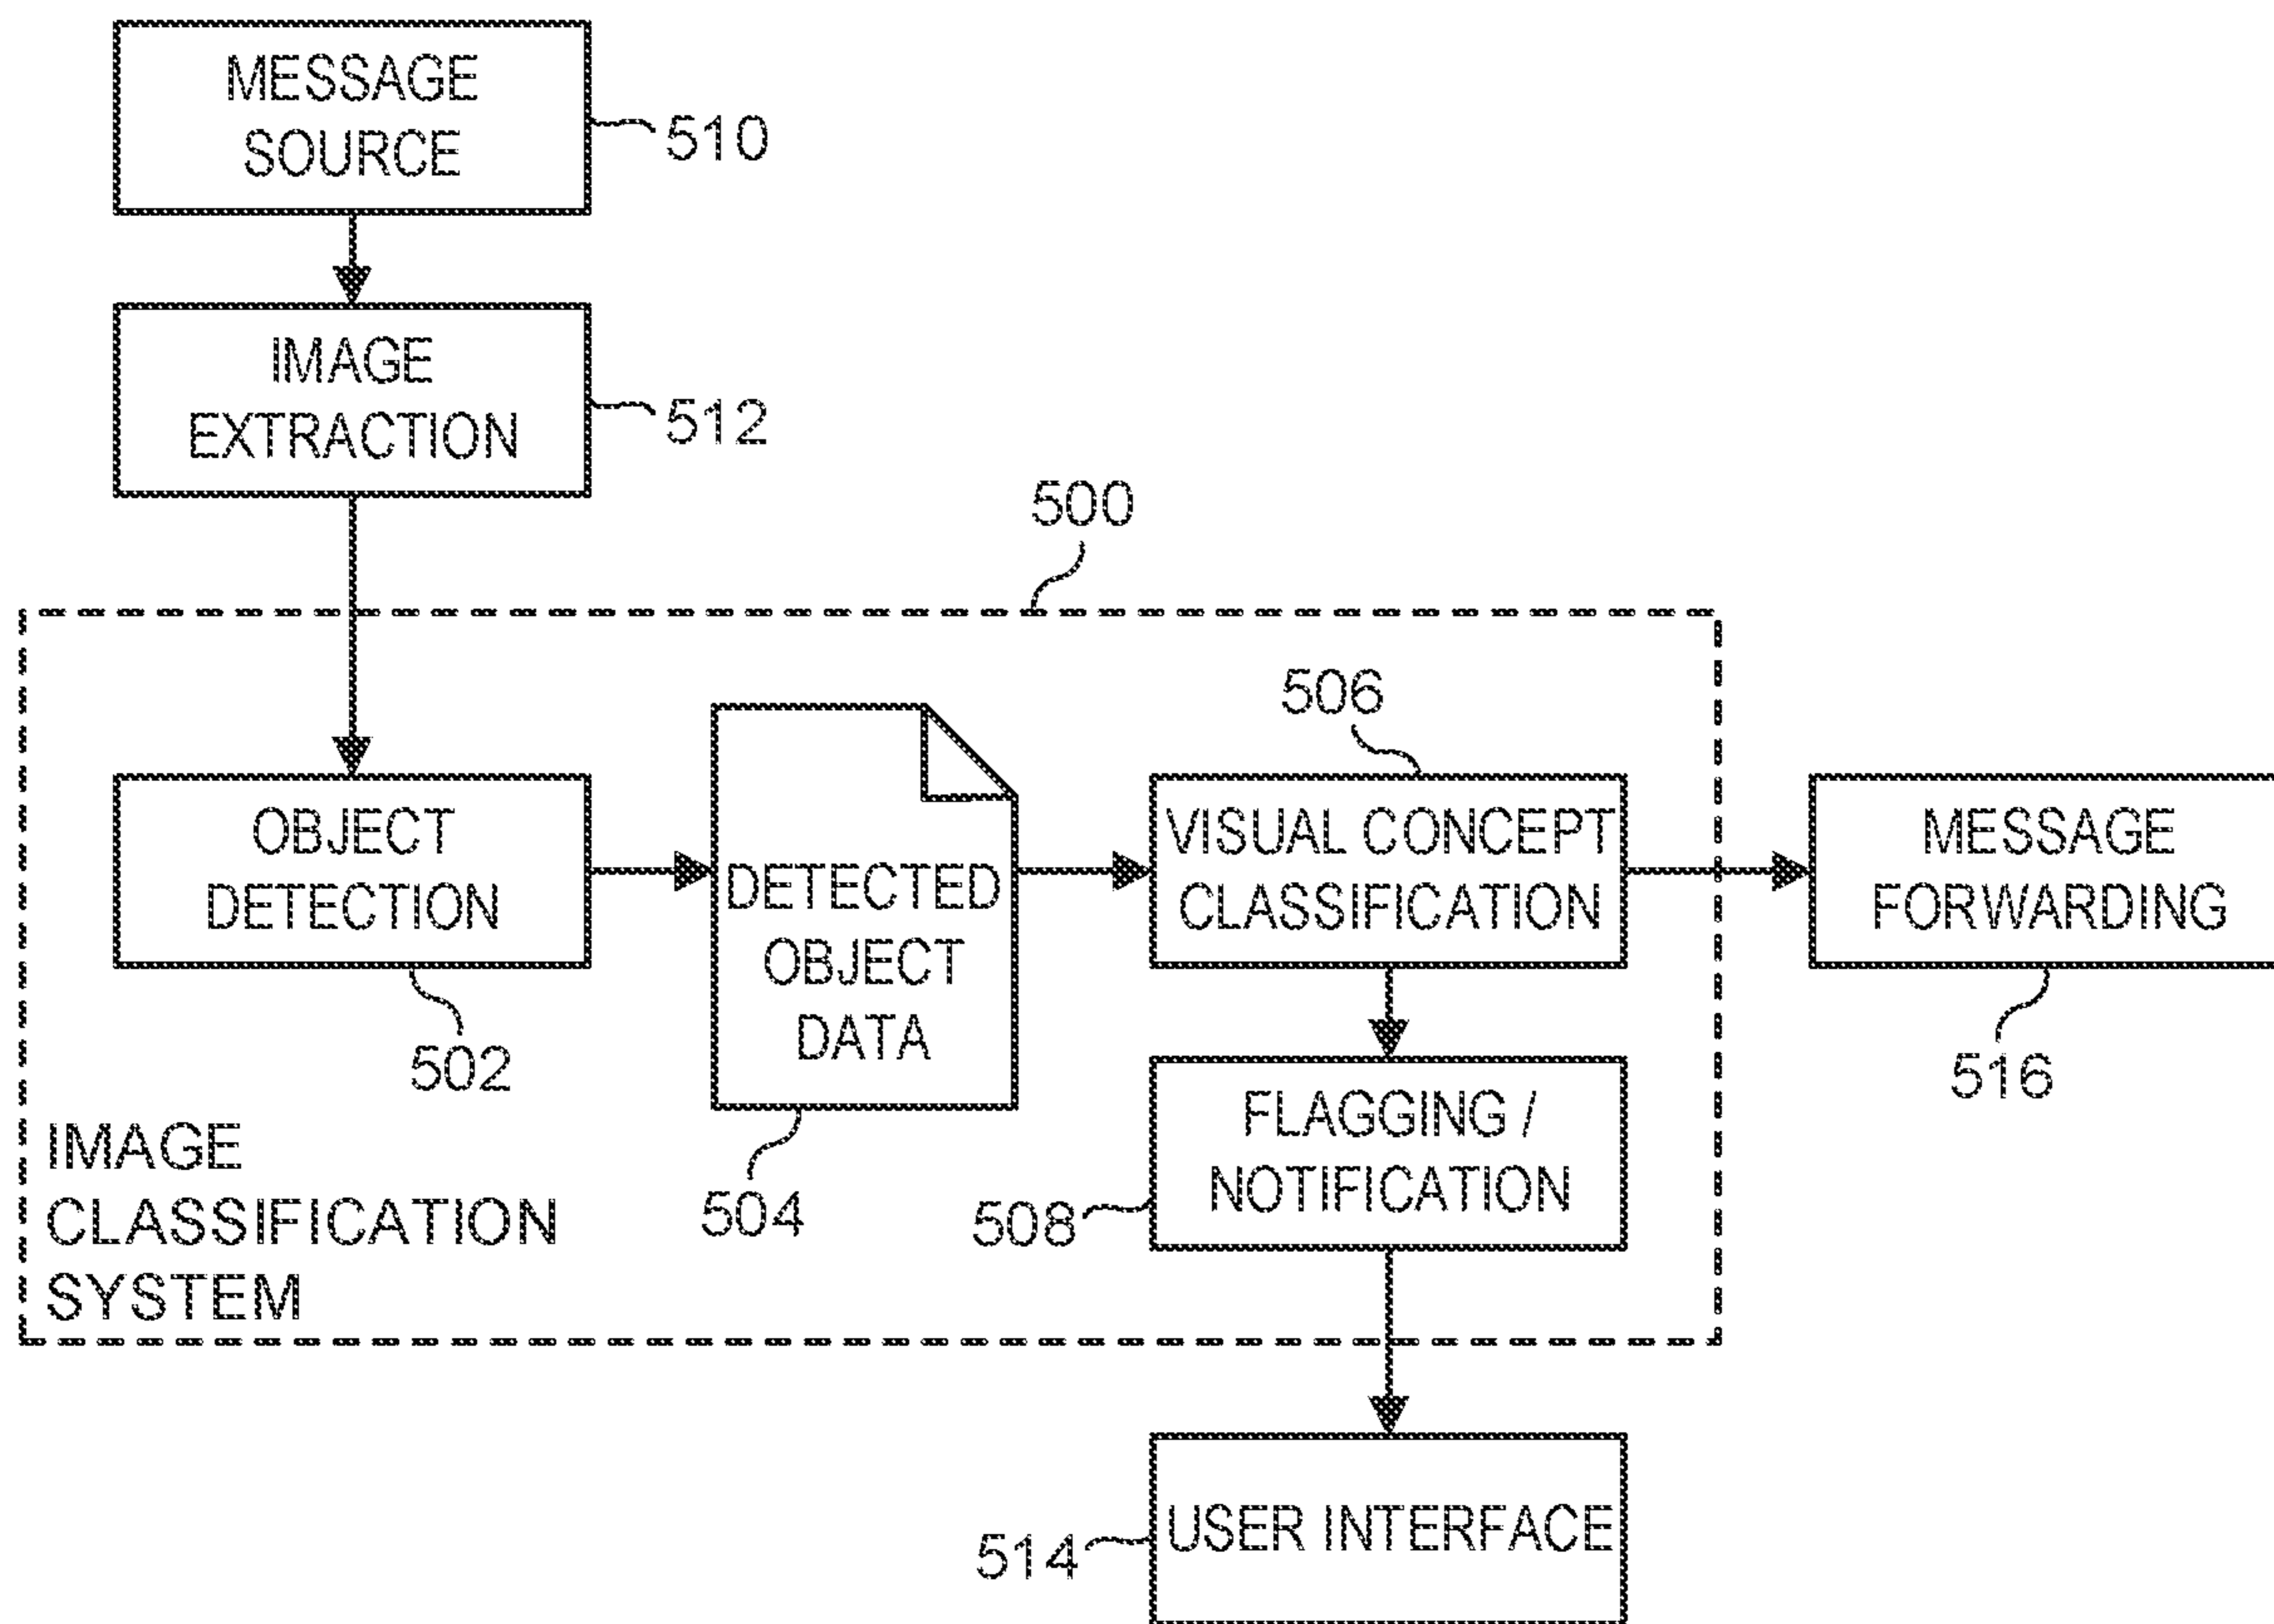 MESSAGE
SOURCE
510
IMAGE
EXTRACTION
512
500
506
OBJECT
DETECTION
502
DETECTED
OBJECT
DATA
504
VISUAL CONCEPT
CLASSIFICATION
MESSAGE
FORWARDING
516
FLAGGING /
NOTIFICATION
508
IMAGE
CLASSIFICATION
SYSTEM
USER INTERFACE
514